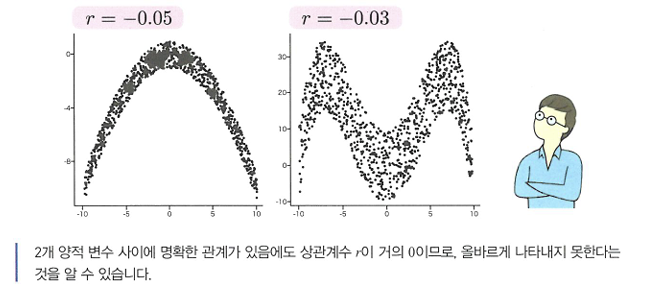 r = −0.05
r = −0.03
0
-4
-8
-10 -5 0 5 10
30
20
10
0
-10
-10 -5 0 5 10
2개 양적 변수 사이에 명확한 관계가 있음에도 상관계수 r이 거의 0이므로, 올바르게 나타내지 못한다는
것을 알 수 있습니다.